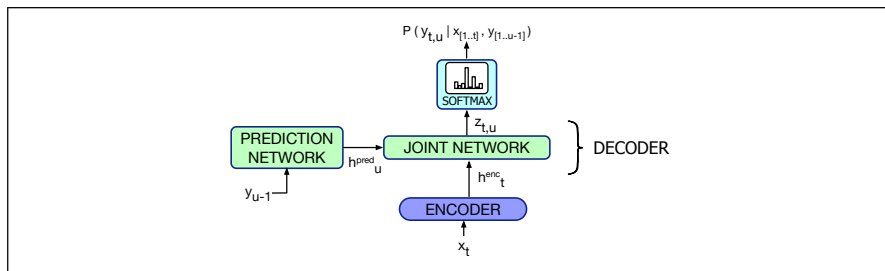 P ( y_{t,u} | x_{[1..t]} , y_{[1..u-1]} )
SOFTMAX
z_{t,u}
PREDICTION
NETWORK
JOINT NETWORK
DECODER
h^{pred}_u
y_{u-1}
h^{enc}_t
ENCODER
x_t